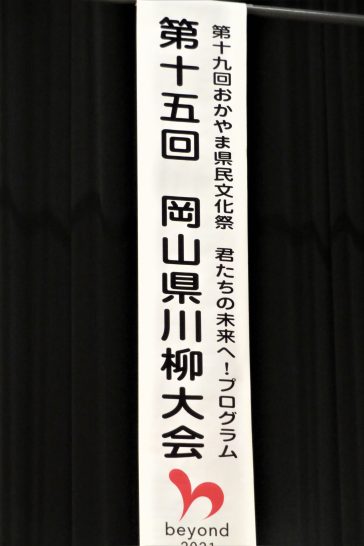 第十九回おかやま県民文化祭 君たちの未来へ!プログラム
第十五回 岡山県川柳大会
beyond
2021